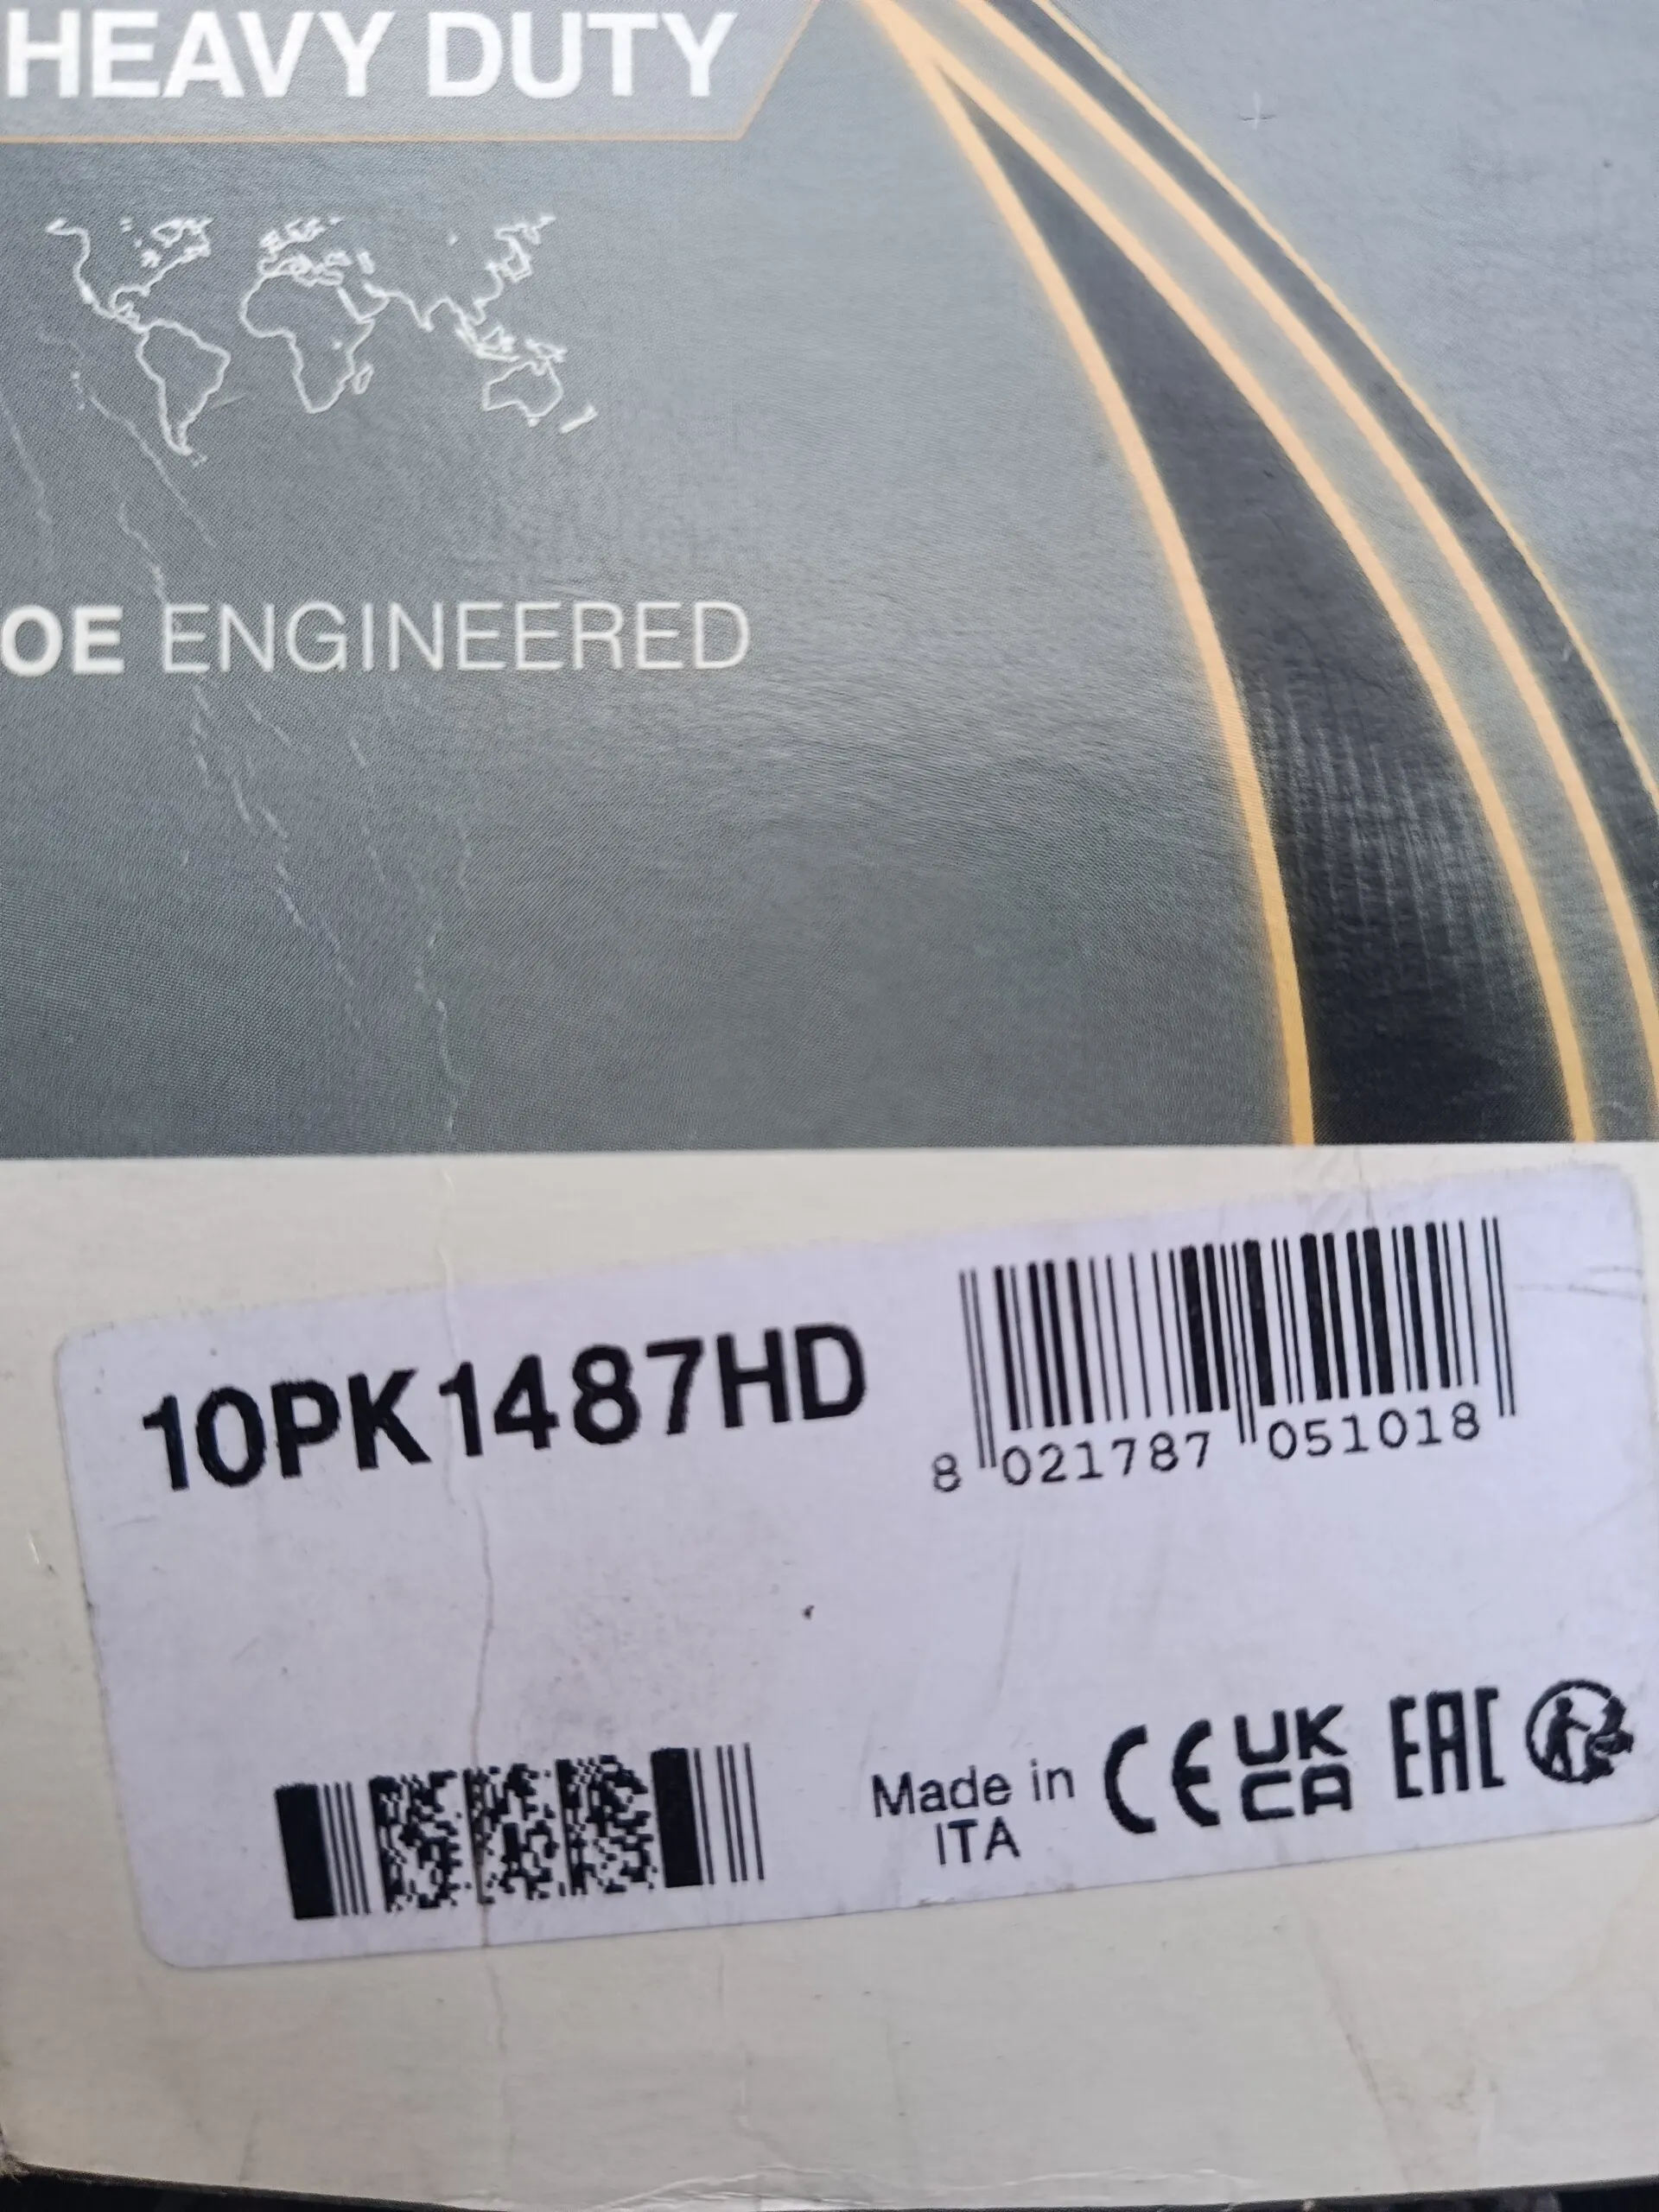 HEAVY DUTY
OE ENGINEERED
10PK1487HD
8 021787 051018
Made in
ITA
CE
UK
CA
EAC